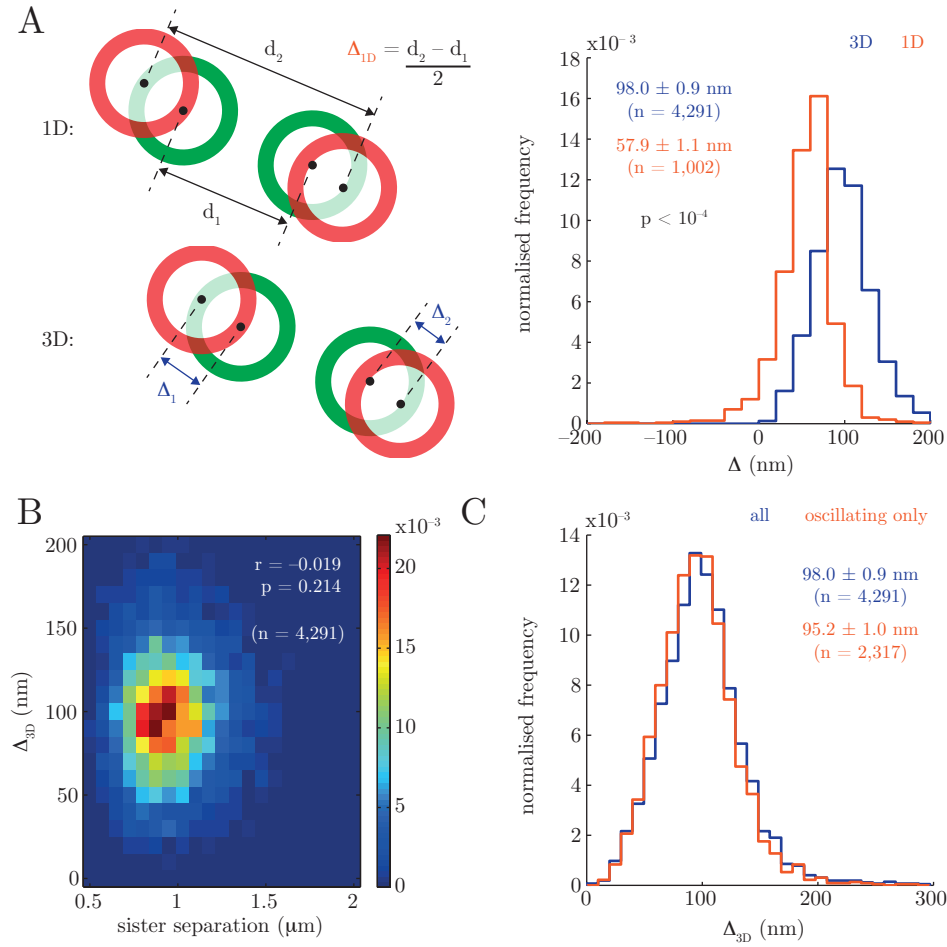 A
1D:
d₂
d₁
Δ₁D = d₂ – d₁
2
3D:
Δ₁
Δ₂
x10⁻³
3D 1D
98.0 ± 0.9 nm
(n = 4,291)
57.9 ± 1.1 nm
(n = 1,002)
p < 10⁻⁴
normalised frequency
18
16
14
12
10
8
6
4
2
0
−200 −100 0 100 200
Δ (nm)
B
r = –0.019
p = 0.214
(n = 4,291)
Δ₃D (nm)
200
150
100
50
0
0.5 1 1.5 2
sister separation (μm)
x10⁻³
20
15
10
5
0
C
x10⁻³
all oscillating only
98.0 ± 0.9 nm
(n = 4,291)
95.2 ± 1.0 nm
(n = 2,317)
normalised frequency
14
12
10
8
6
4
2
0
0 100 200 300
Δ₃D (nm)